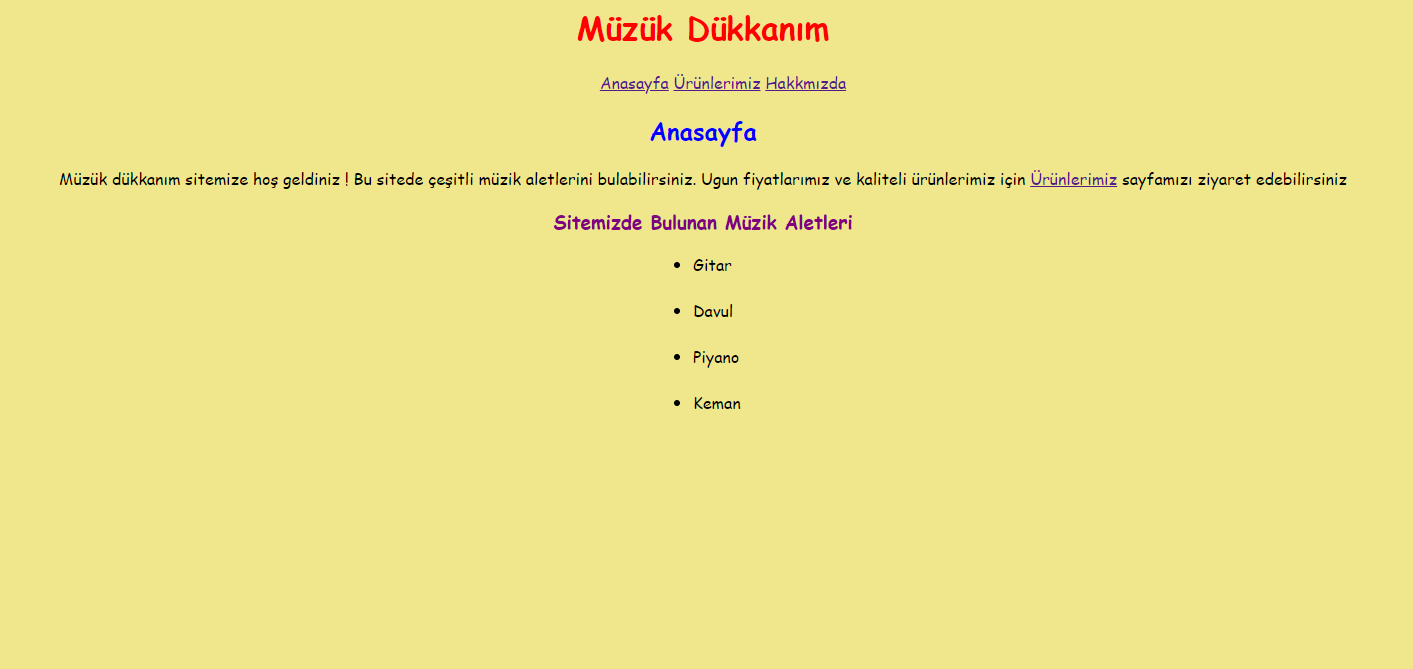 Müzük Dükkanım
Anasayfa Ürünlerimiz Hakkmızda
Anasayfa
Müzük dükkanım sitemize hoş geldiniz ! Bu sitede çeşitli müzik aletlerini bulabilirsiniz. Ugun fiyatlarımız ve kaliteli ürünlerimiz için Ürünlerimiz sayfamızı ziyaret edebilirsiniz
Sitemizde Bulunan Müzik Aletleri
• Gitar
• Davul
• Piyano
• Keman